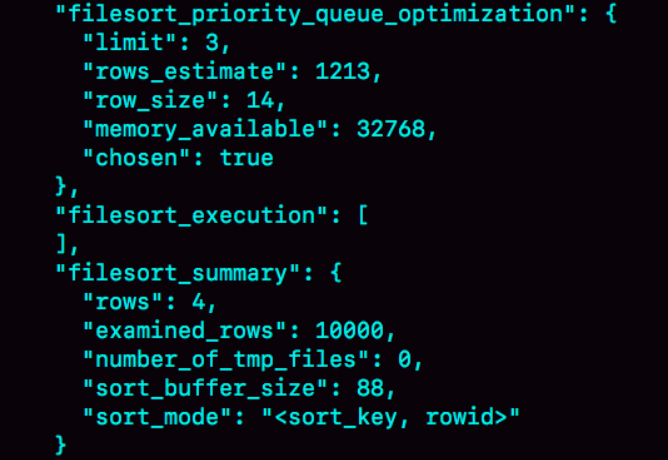 "filesort_priority_queue_optimization": {
"limit": 3,
"rows_estimate": 1213,
"row_size": 14,
"memory_available": 32768,
"chosen": true
},
"filesort_execution": [
],
"filesort_summary": {
"rows": 4,
"examined_rows": 10000,
"number_of_tmp_files": 0,
"sort_buffer_size": 88,
"sort_mode": "<sort_key, rowid>"
}